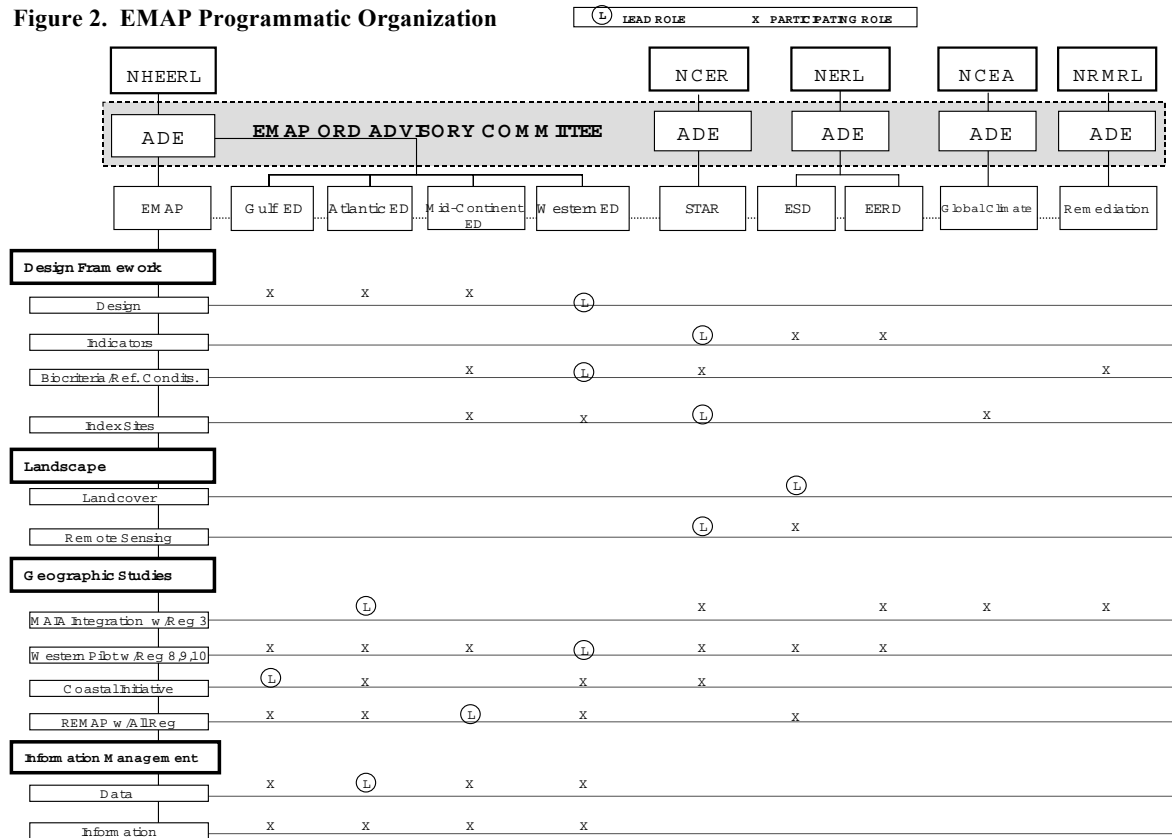 Figure 2. EMAP Programmatic Organization
L LEAD ROLE X PARTICIPATING ROLE
NHEERL NCER NERL NCEA NRMRL
ADE EMAP ORD ADVISORY COMMITTEE ADE ADE ADE ADE
EMAP Gulf ED Atlantic ED Mid-Continent ED Western ED STAR ESD EERD Global Climate Remediation
Design Framework
Design X X X L
Indicators L X X
Biocriteria/Ref. Condits. X L X X
Index Sites X X L X
Landscape
Landcover L
Remote Sensing L X
Geographic Studies
MAIA Integration w/Reg 3 L X X X X
Western Pilot w/Reg 8,9,10 X X X L X X X
Coastal Initiative L X X X
REMAP w/All Reg X X L X X
Information Management
Data X L X X
Information X X X X